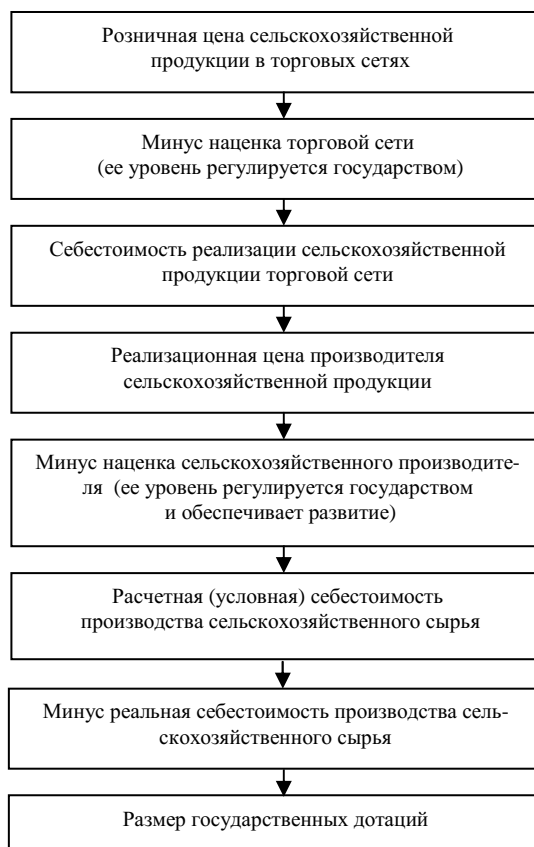 Розничная цена сельскохозяйственной
продукции в торговых сетях
Минус наценка торговой сети
(ее уровень регулируется государством)
Себестоимость реализации сельскохозяйственной
продукции торговой сети
Реализационная цена производителя
сельскохозяйственной продукции
Минус наценка сельскохозяйственного производите-
ля (ее уровень регулируется государством
и обеспечивает развитие)
Расчетная (условная) себестоимость
производства сельскохозяйственного сырья
Минус реальная себестоимость производства сель-
скохозяйственного сырья
Размер государственных дотаций